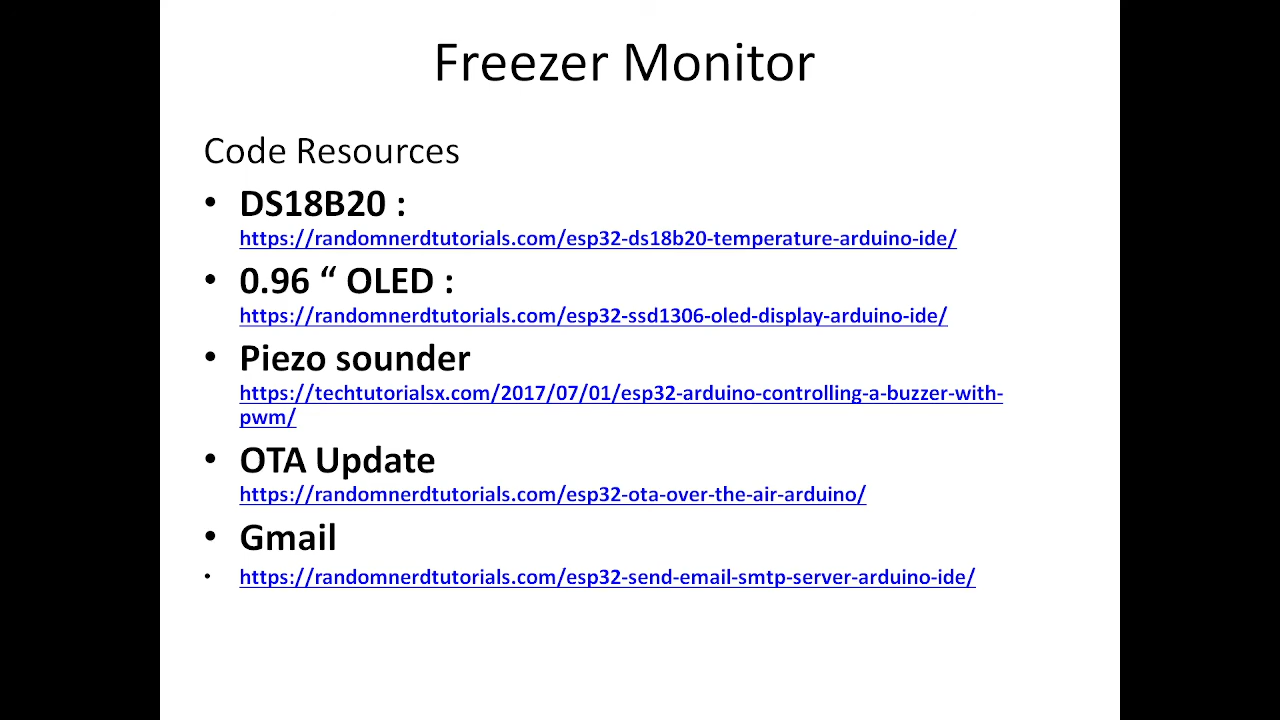 Freezer Monitor
Code Resources
• DS18B20 :
https://randomnerdtutorials.com/esp32-ds18b20-temperature-arduino-ide/
• 0.96 “ OLED :
https://randomnerdtutorials.com/esp32-ssd1306-oled-display-arduino-ide/
• Piezo sounder
https://techtutorialsx.com/2017/07/01/esp32-arduino-controlling-a-buzzer-with-
pwm/
• OTA Update
https://randomnerdtutorials.com/esp32-ota-over-the-air-arduino/
• Gmail
• https://randomnerdtutorials.com/esp32-send-email-smtp-server-arduino-ide/